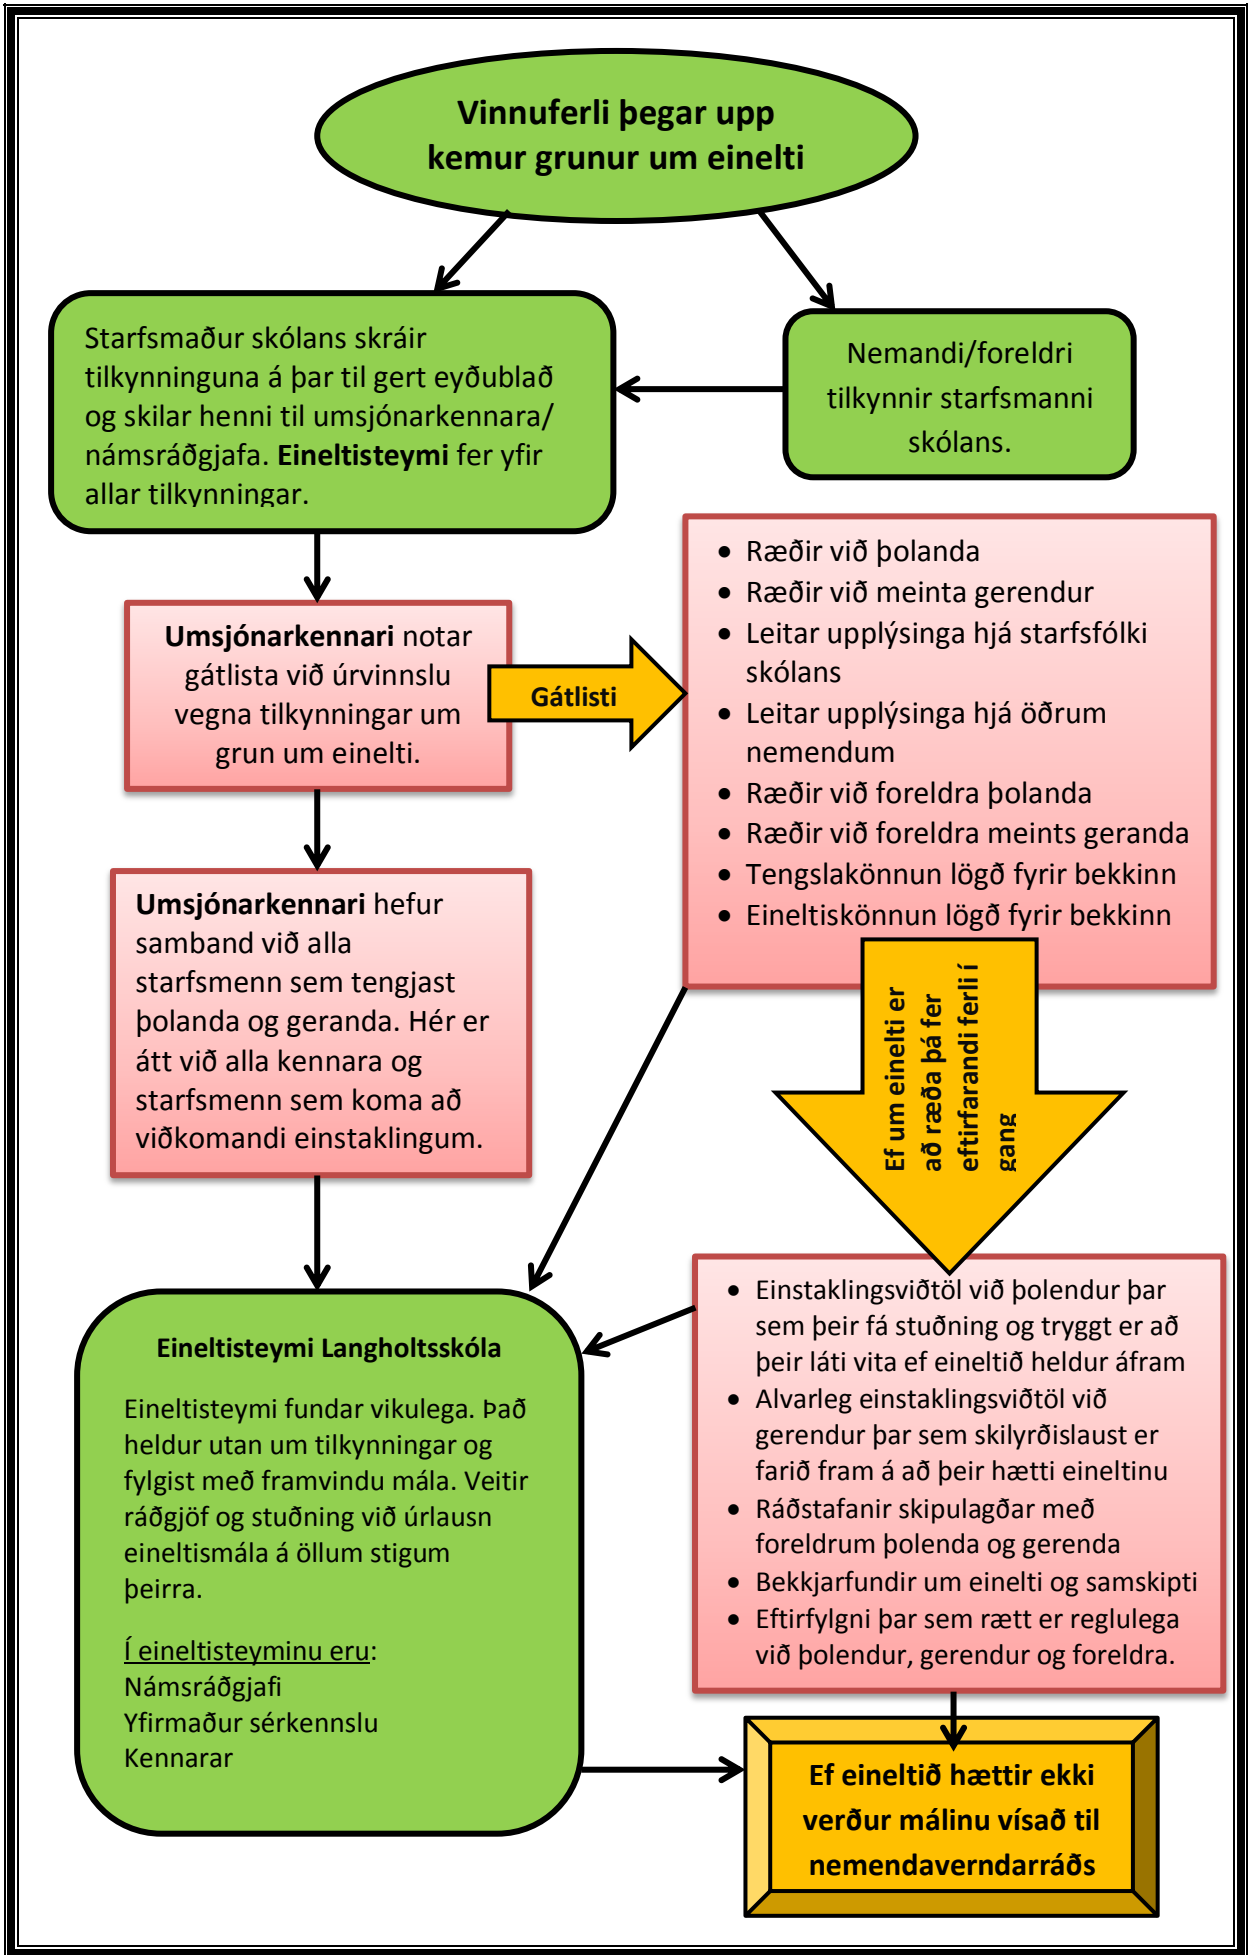 Vinnuferli þegar upp
kemur grunur um einelti
Starfsmaður skólans skráir
tilkynninguna á þar til gert eyðublað
og skilar henni til umsjónarkennara/
námsráðgjafa. Eineltisteymi fer yfir
allar tilkynningar.
Nemandi/foreldri
tilkynnir starfsmanni
skólans.
Umsjónarkennari notar
gátlista við úrvinnslu
vegna tilkynningar um
grun um einelti.
Gátlisti
• Ræðir við þolanda
• Ræðir við meinta gerendur
• Leitar upplýsinga hjá starfsfólki
skólans
• Leitar upplýsinga hjá öðrum
nemendum
• Ræðir við foreldra þolanda
• Ræðir við foreldra meints geranda
• Tengslakönnun lögð fyrir bekkinn
• Eineltiskönnun lögð fyrir bekkinn
Umsjónarkennari hefur
samband við alla
starfsmenn sem tengjast
þolanda og geranda. Hér er
átt við alla kennara og
starfsmenn sem koma að
viðkomandi einstaklingum.
Ef um einelti er
að ræða þá fer
eftirfarandi ferli í
gang
Eineltisteymi Langholtsskóla
Eineltisteymi fundar vikulega. Það
heldur utan um tilkynningar og
fylgist með framvindu mála. Veitir
ráðgjöf og stuðning við úrlausn
eineltismála á öllum stigum
þeirra.
Í eineltisteyminu eru:
Námsráðgjafi
Yfirmaður sérkennslu
Kennarar
• Einstaklingsviðtöl við þolendur þar
sem þeir fá stuðning og tryggt er að
þeir láti vita ef eineltið heldur áfram
• Alvarleg einstaklingsviðtöl við
gerendur þar sem skilyrðislaust er
farið fram á að þeir hætti eineltinu
• Ráðstafanir skipulagðar með
foreldrum þolenda og gerenda
• Bekkjarfundir um einelti og samskipti
• Eftirfylgni þar sem rætt er reglulega
við þolendur, gerendur og foreldra.
Ef eineltið hættir ekki
verður málinu vísað til
nemendaverndarráðs